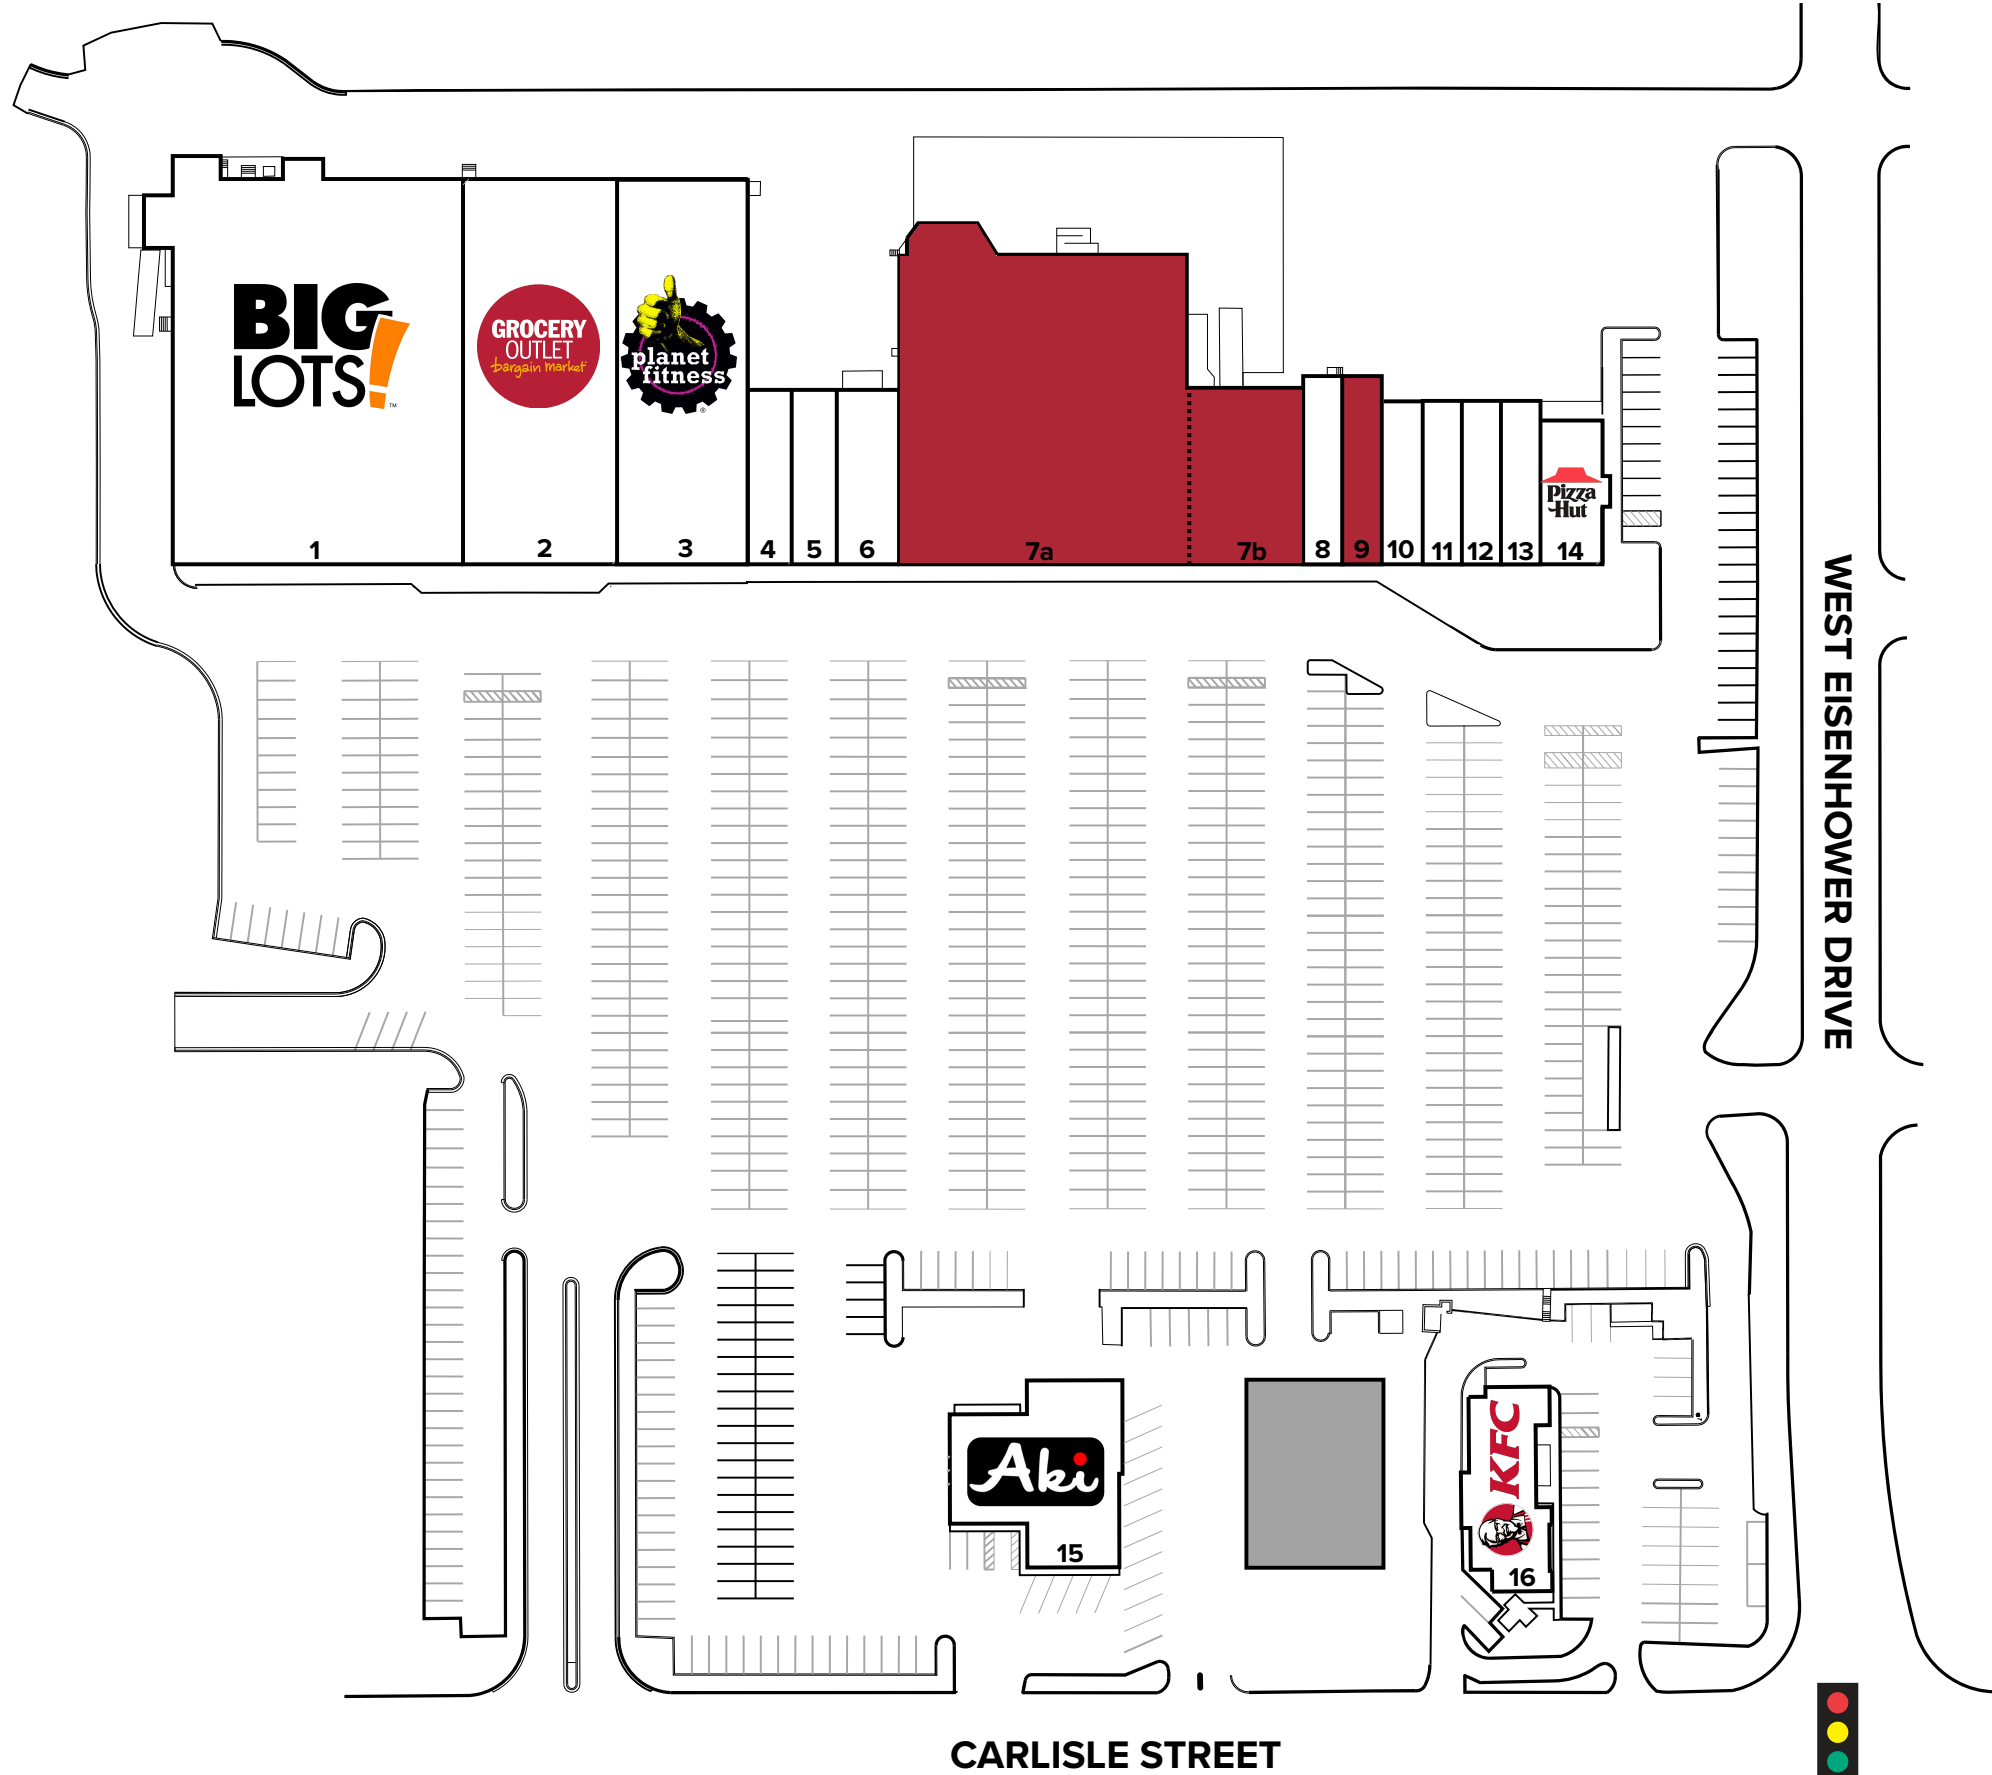 BIG
LOTS!
™
GROCERY
OUTLET
bargain market
planet
fitness
®
Pizza
Hut
1
2
3
4
5
6
7a
7b
8
9
10
11
12
13
14
WEST EISENHOWER DRIVE
Aki
15
KFC
16
CARLISLE STREET